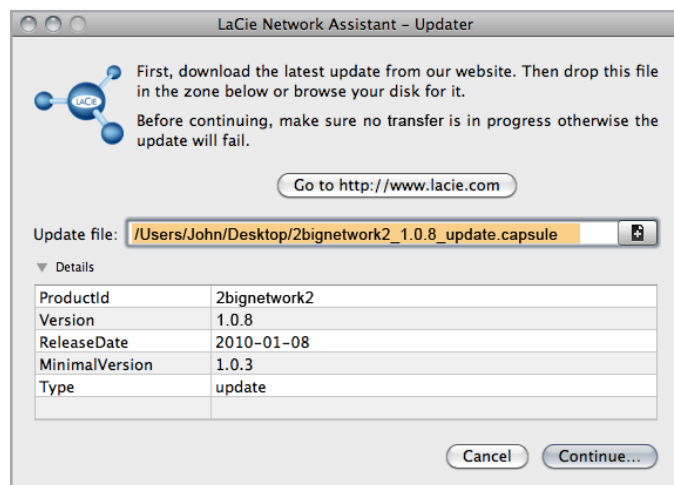 LaCie Network Assistant – Updater
First, download the latest update from our website. Then drop this file
in the zone below or browse your disk for it.
Before continuing, make sure no transfer is in progress otherwise the
update will fail.
LACIE
Go to http://www.lacie.com
Update file: /Users/John/Desktop/2bignetwork2_1.0.8_update.capsule
Details
ProductId 2bignetwork2
Version 1.0.8
ReleaseDate 2010-01-08
MinimalVersion 1.0.3
Type update
Cancel Continue...